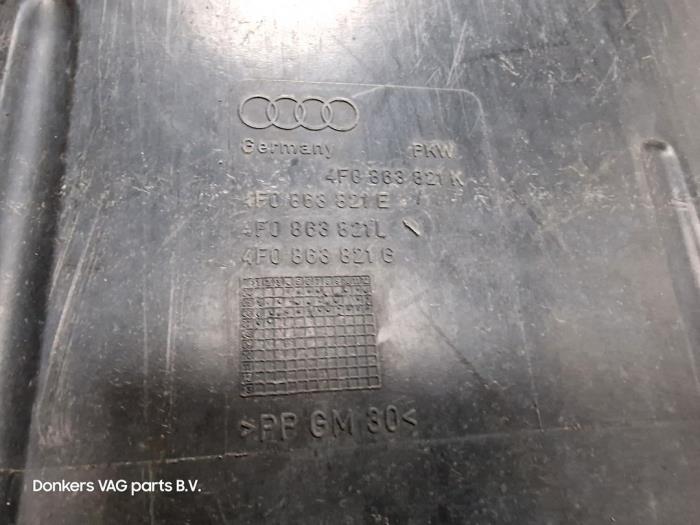 Germany PKW
4F0 863 821 K
4F0 863 821 E
4F0 863 821 L
4F0 863 821 G
>PP GM 30<
Donkers VAG parts B.V.